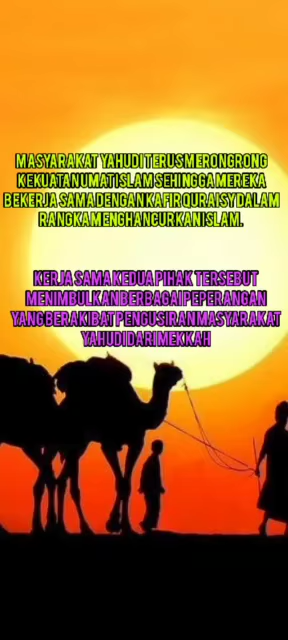 MASYARAKAT YAHUDI TERUS MERONGRONG
KEKUATAN UMAT ISLAM SEHINGGA MEREKA
BEKERJA SAMA DENGAN KAFIR QURAISY DALAM
RANGKA MENGHANCURKAN ISLAM.
KERJA SAMA KEDUA PIHAK TERSEBUT
MENIMBULKAN BERBAGAI PEPERANGAN
YANG BERAKIBAT PENGUSIRAN MASYARAKAT
YAHUDI DARI MEKKAH